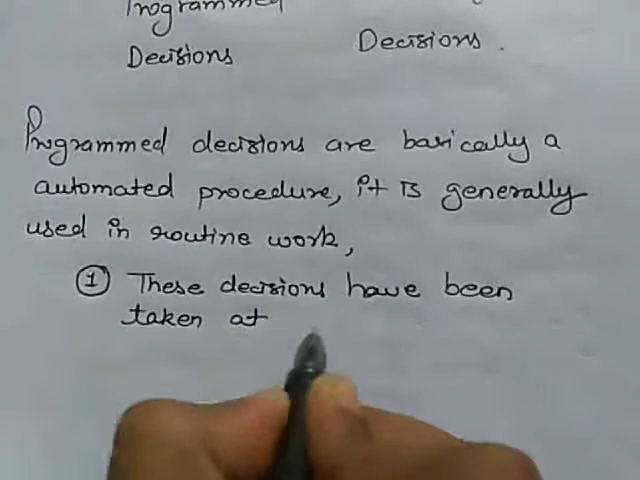 Programmed
Decisions
Decisions.
Programmed decisions are basically a
automated procedure, it is generally
used in routine work,
① These decisions have been
taken at